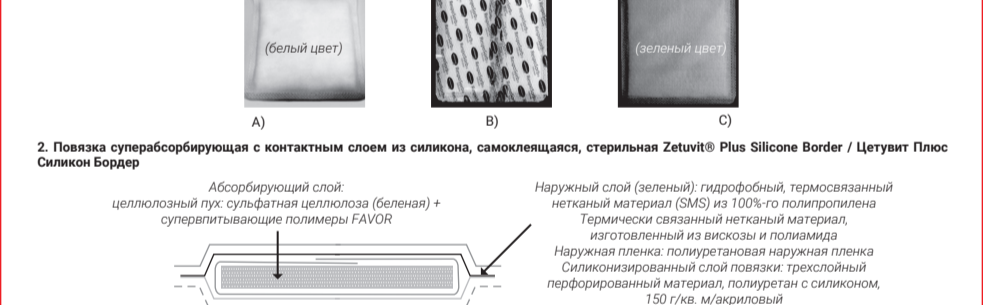 (белый цвет)
(зеленый цвет)
A)
B)
C)
2. Повязка суперабсорбирующая с контактным слоем из силикона, самоклеящаяся, стерильная Zetuvit® Plus Silicone Border / Цетувит Плюс
Силикон Бордер
Абсорбирующий слой:
целлюлозный пух: сульфатная целлюлоза (беленая) +
супервпитывающие полимеры FAVOR
Наружный слой (зеленый): гидрофобный, термосвязанный
нетканый материал (SMS) из 100%-го полипропилена
Термически связанный нетканый материал,
изготовленный из вискозы и полиамида
Наружная пленка: полиуретановая наружная пленка
Силиконизированный слой повязки: трехслойный
перфорированный материал, полиуретан с силиконом,
150 г/кв. м/акриловый